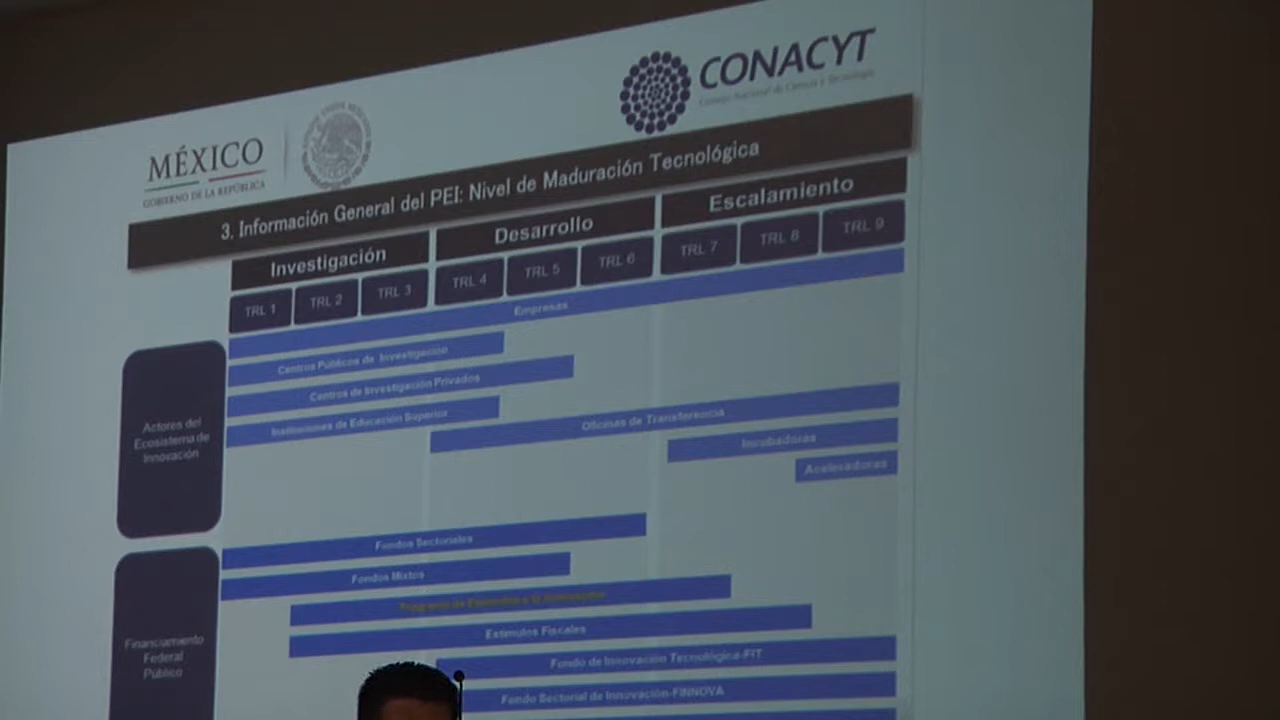 MÉXICO
GOBIERNO DE LA REPÚBLICA
CONACYT
Consejo Nacional de Ciencia y Tecnología
3. Información General del PEI: Nivel de Maduración Tecnológica
Investigación
Desarrollo
Escalamiento
TRL 1
TRL 2
TRL 3
TRL 4
TRL 5
TRL 6
TRL 7
TRL 8
TRL 9
Actores del
Ecosistema de
Innovación
Empresas
Centros Públicos de Investigación
Centros de Investigación Privados
Instituciones de Educación Superior
Oficinas de Transferencia
Incubadoras
Aceleradoras
Financiamiento
Federal
Público
Fondos Sectoriales
Fondos Mixtos
Programa de Estímulos a la Innovación
Estímulos Fiscales
Fondo de Innovación Tecnológica-FIT
Fondo Sectorial de Innovación-FINNOVA